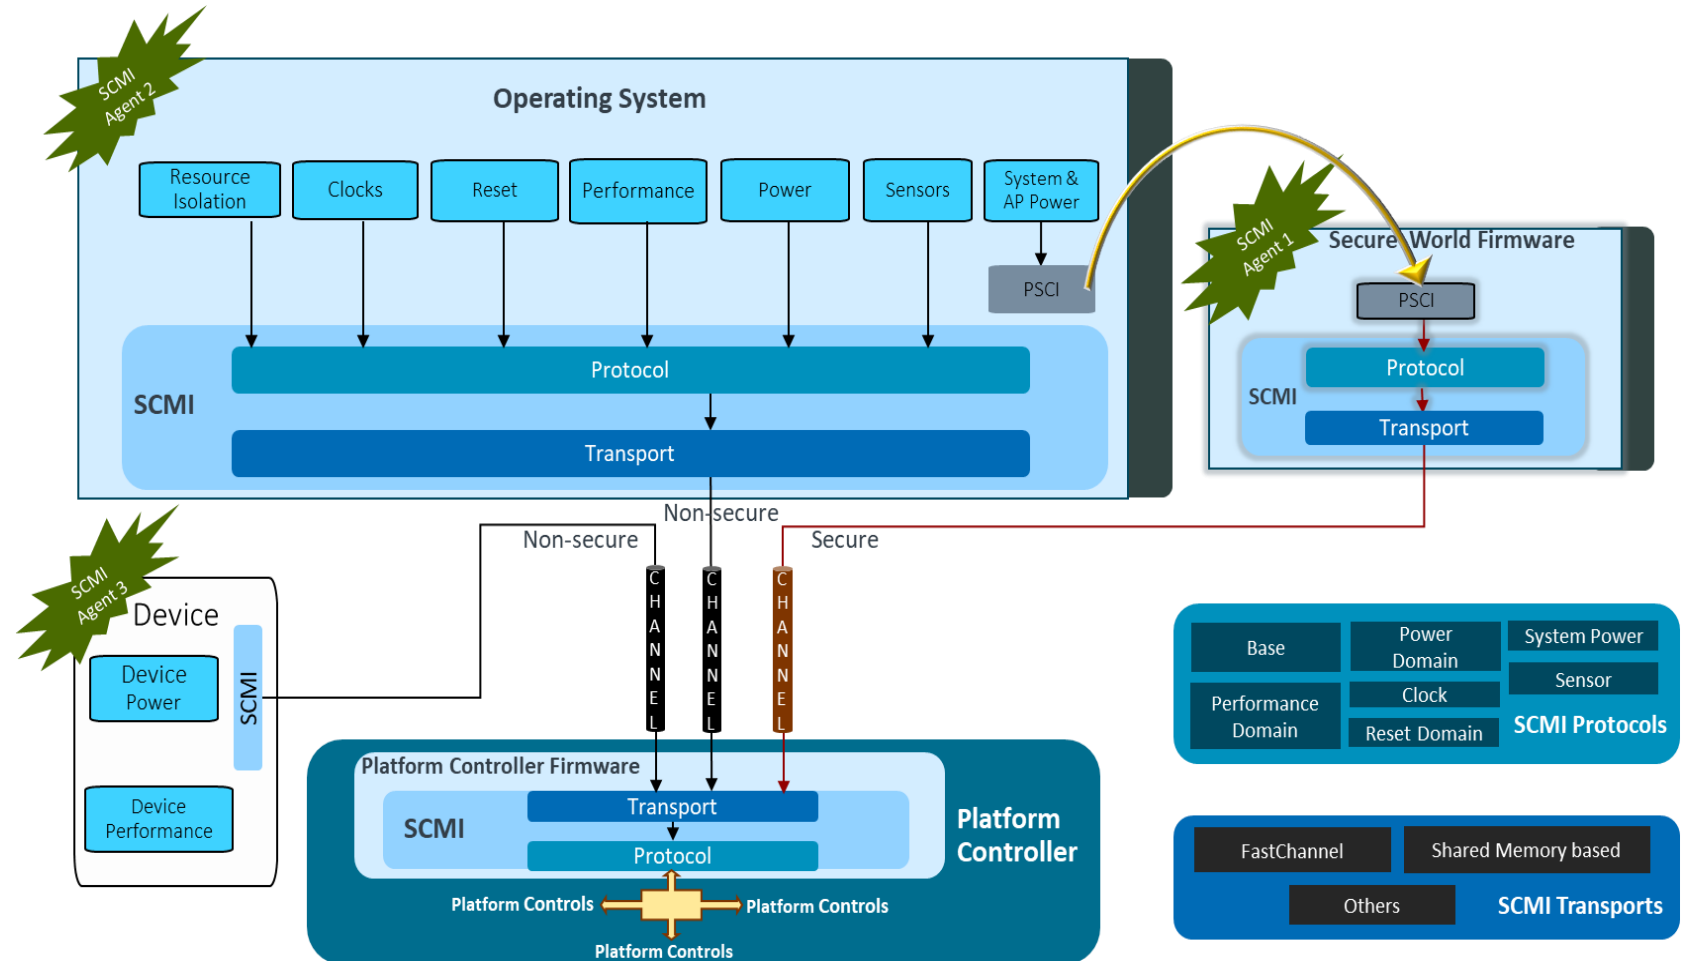 SCMI
Agent 2
Operating System
Resource
Isolation
Clocks
Reset
Performance
Power
Sensors
System &
AP Power
PSCI
SCMI
Protocol
Transport
SCMI
Agent 1
Secure World Firmware
PSCI
Protocol
SCMI
Transport
Non-secure
Non-secure
Secure
CHANNEL
CHANNEL
CHANNEL
SCMI
Agent 3
Device
Device
Power
SCMI
Device
Performance
Platform Controller Firmware
Transport
SCMI
Protocol
Platform
Controller
Platform Controls
Platform Controls
Platform Controls
Base
Power
Domain
System Power
Sensor
Performance
Domain
Clock
Reset Domain
SCMI Protocols
FastChannel
Shared Memory based
Others
SCMI Transports